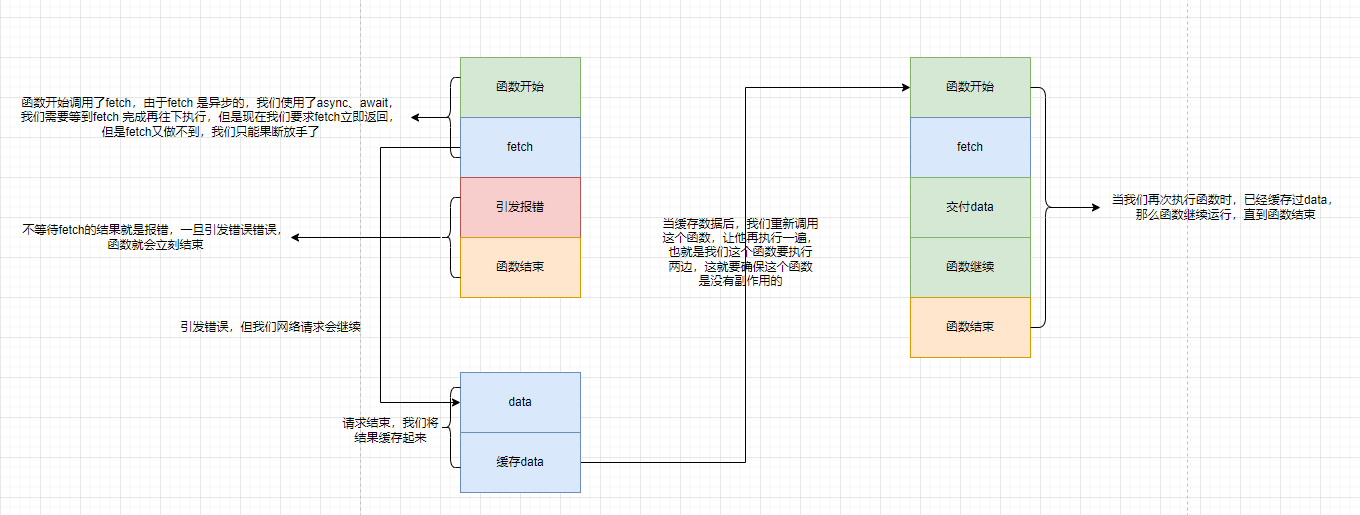 函数开始调用了fetch，由于fetch 是异步的，我们使用了async、await，
我们需要等到fetch 完成再往下执行，但是现在我们要求fetch立即返回，
但是fetch又做不到，我们只能果断放手了
函数开始
fetch
引发报错
函数结束
不等待fetch的结果就是报错，一旦引发错误错误，
函数就会立刻结束
引发错误，但我们网络请求会继续
data
缓存data
请求结束，我们将
结果缓存起来
当缓存数据后，我们重新调用
这个函数，让他再执行一遍，
也就是我们这个函数要执行
两边，这就要确保这个函数
是没有副作用的
函数开始
fetch
交付data
函数继续
函数结束
当我们再次执行函数时，已经缓存过data，
那么函数继续运行，直到函数结束